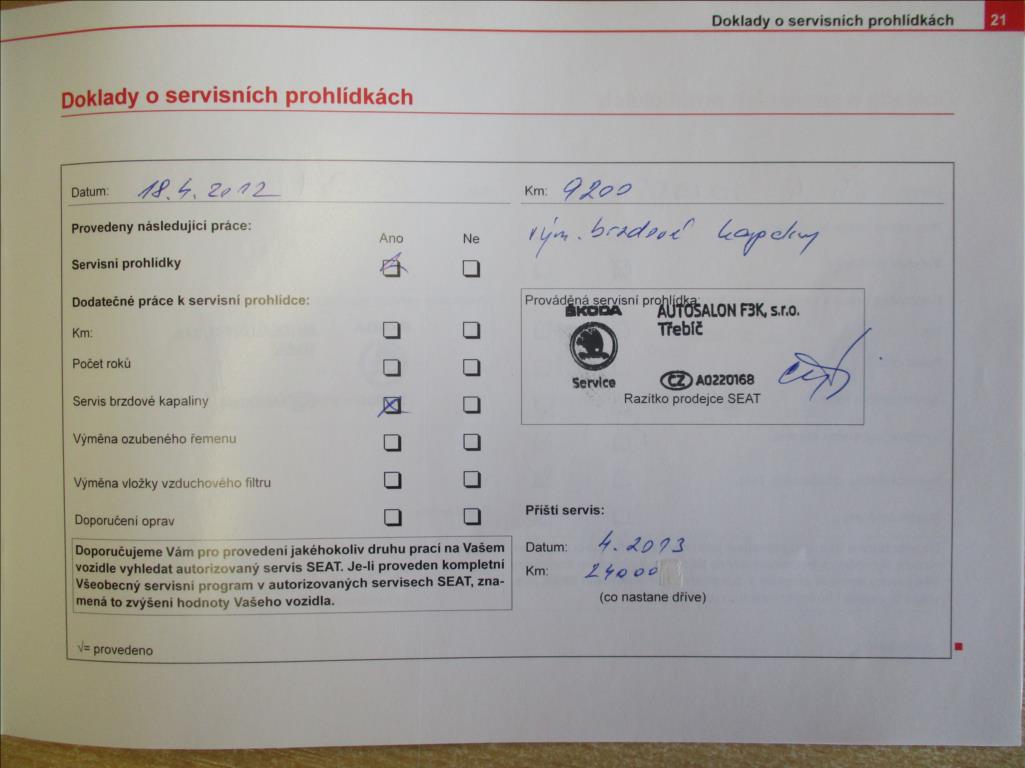 Doklady o servisních prohlídkách 21
Doklady o servisních prohlídkách
Datum: 18.4.2012
Km: 9200
Provedeny následující práce:
vým. brzdové kapaliny
Ano Ne
Servisní prohlídky
Dodatečné práce k servisní prohlídce:
Prováděná servisní prohlídka:
ŠKODA
AUTOSALON F3K, s.r.o.
Třebíč
Km:
Počet roků
Service
CZ A0220168
Razítko prodejce SEAT
Servis brzdové kapaliny
Výměna ozubeného řemenu
Výměna vložky vzduchového filtru
Doporučení oprav
Příští servis:
Datum: 4.2013
Km: 24000
(co nastane dříve)
Doporučujeme Vám pro provedení jakéhokoliv druhu prací na Vašem
vozidle vyhledat autorizovaný servis SEAT. Je-li proveden kompletní
Všeobecný servisní program v autorizovaných servisech SEAT, zna-
mená to zvýšení hodnoty Vašeho vozidla.
√= provedeno